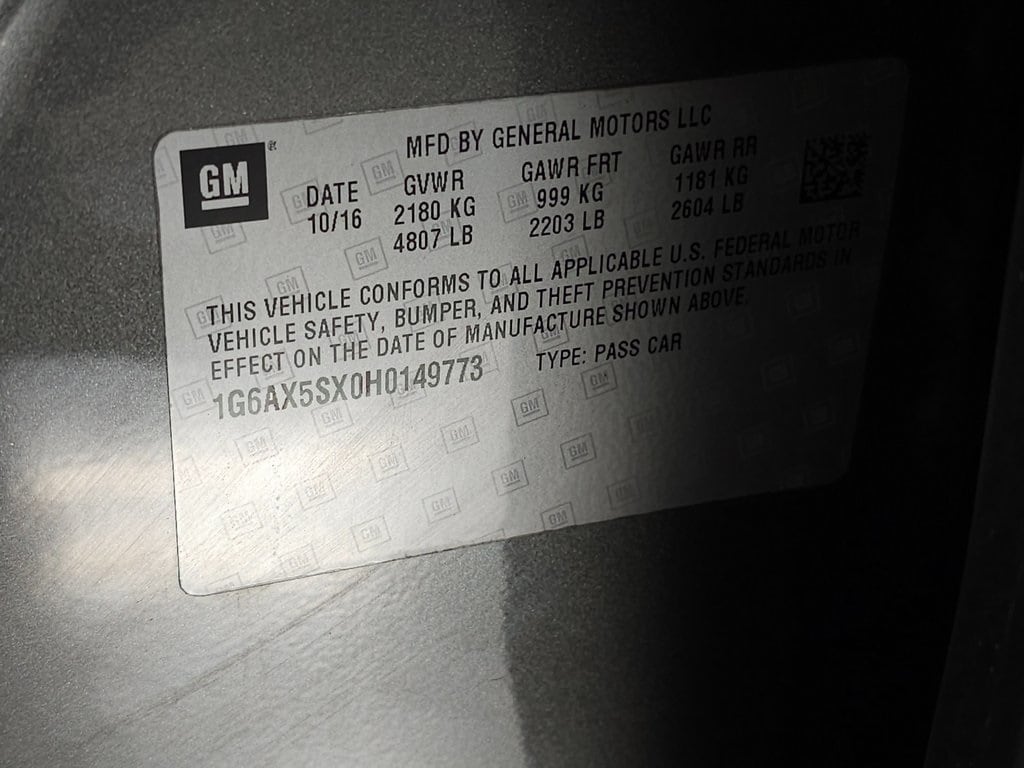 GM®
MFD BY GENERAL MOTORS LLC
DATE GVWR GAWR FRT GAWR RR
10/16 2180 KG 999 KG 1181 KG
4807 LB 2203 LB 2604 LB
THIS VEHICLE CONFORMS TO ALL APPLICABLE U.S. FEDERAL MOTOR
VEHICLE SAFETY, BUMPER, AND THEFT PREVENTION STANDARDS IN
EFFECT ON THE DATE OF MANUFACTURE SHOWN ABOVE.
1G6AX5SX0H0149773 TYPE: PASS CAR